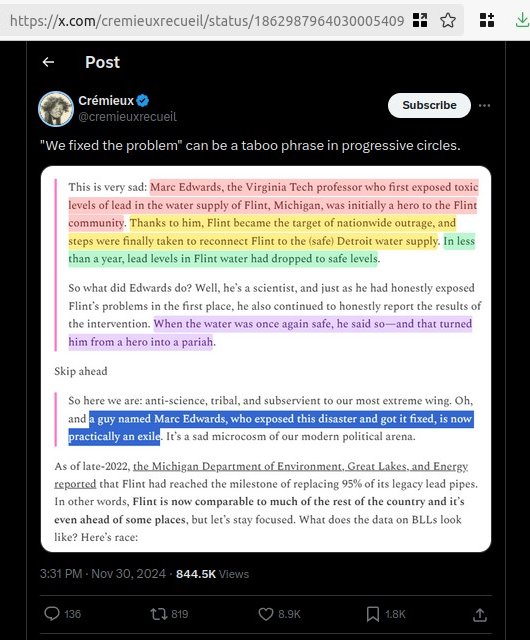 https://x.com/cremieuxrecueil/status/1862987964030005409
Post
Crémieux
@cremieuxrecueil
Subscribe
"We fixed the problem" can be a taboo phrase in progressive circles.
This is very sad: Marc Edwards, the Virginia Tech professor who first exposed toxic
levels of lead in the water supply of Flint, Michigan, was initially a hero to the Flint
community. Thanks to him, Flint became the target of nationwide outrage, and
steps were finally taken to reconnect Flint to the (safe) Detroit water supply. In less
than a year, lead levels in Flint water had dropped to safe levels.
So what did Edwards do? Well, he's a scientist, and just as he had honestly exposed
Flint's problems in the first place, he also continued to honestly report the results of
the intervention. When the water was once again safe, he said so—and that turned
him from a hero into a pariah.
Skip ahead
So here we are: anti-science, tribal, and subservient to our most extreme wing. Oh,
and a guy named Marc Edwards, who exposed this disaster and got it fixed, is now
practically an exile. It's a sad microcosm of our modern political arena.
As of late-2022, the Michigan Department of Environment, Great Lakes, and Energy
reported that Flint had reached the milestone of replacing 95% of its legacy lead pipes.
In other words, Flint is now comparable to much of the rest of the country and it's
even ahead of some places, but let's stay focused. What does the data on BLLs look
like? Here's race:
3:31 PM · Nov 30, 2024 · 844.5K Views
136
819
8.9K
1.8K